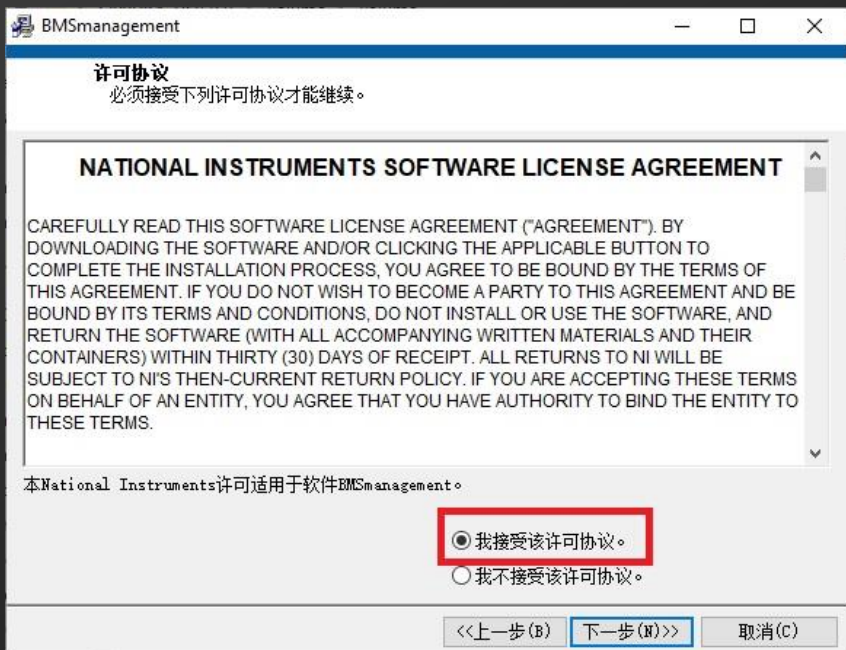 BMSmanagement
许可协议
必须接受下列许可协议才能继续。
NATIONAL INSTRUMENTS SOFTWARE LICENSE AGREEMENT
CAREFULLY READ THIS SOFTWARE LICENSE AGREEMENT ("AGREEMENT"). BY
DOWNLOADING THE SOFTWARE AND/OR CLICKING THE APPLICABLE BUTTON TO
COMPLETE THE INSTALLATION PROCESS, YOU AGREE TO BE BOUND BY THE TERMS OF
THIS AGREEMENT. IF YOU DO NOT WISH TO BECOME A PARTY TO THIS AGREEMENT AND BE
BOUND BY ITS TERMS AND CONDITIONS, DO NOT INSTALL OR USE THE SOFTWARE, AND
RETURN THE SOFTWARE (WITH ALL ACCOMPANYING WRITTEN MATERIALS AND THEIR
CONTAINERS) WITHIN THIRTY (30) DAYS OF RECEIPT. ALL RETURNS TO NI WILL BE
SUBJECT TO NI'S THEN-CURRENT RETURN POLICY. IF YOU ARE ACCEPTING THESE TERMS
ON BEHALF OF AN ENTITY, YOU AGREE THAT YOU HAVE AUTHORITY TO BIND THE ENTITY TO
THESE TERMS.
本National Instruments许可适用于软件BMSmanagement。
我接受该许可协议。
我不接受该许可协议。
<<上一步(B) 下一步(N)>> 取消(C)